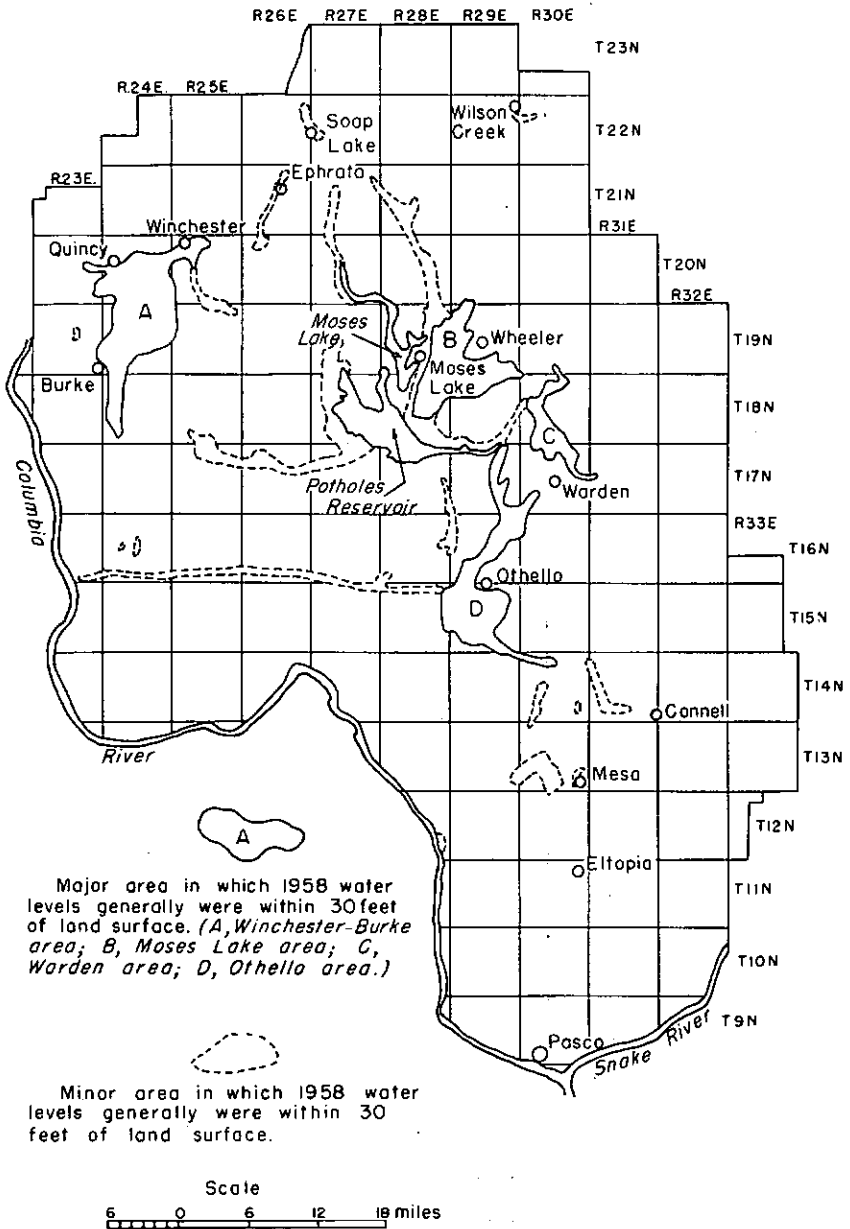 R26E R27E R28E R29E R30E
T23N
R.24E. R25E.
Soap
Lake
Wilson
Creek
T22N
R23E.
Ephrata
T21N
Winchester
R31E
Quincy
T20N
R32E
A
Moses
Lake
B
Wheeler
T19N
Burke
Moses
Lake
T18N
C
Columbia
Potholes
Reservoir
Warden
T17N
R33E
T16N
Othello
D
T15N
T14N
Connell
River
T13N
Mesa
A
T12N
Eltopia
T11N
Major area in which 1958 water
levels generally were within 30 feet
of land surface. (A, Winchester-Burke
area; B, Moses Lake area; C,
Warden area; D, Othello area.)
T10N
T9N
Pasco
Snake River
Minor area in which 1958 water
levels generally were within 30
feet of land surface.
Scale
6 0 6 12 18 miles